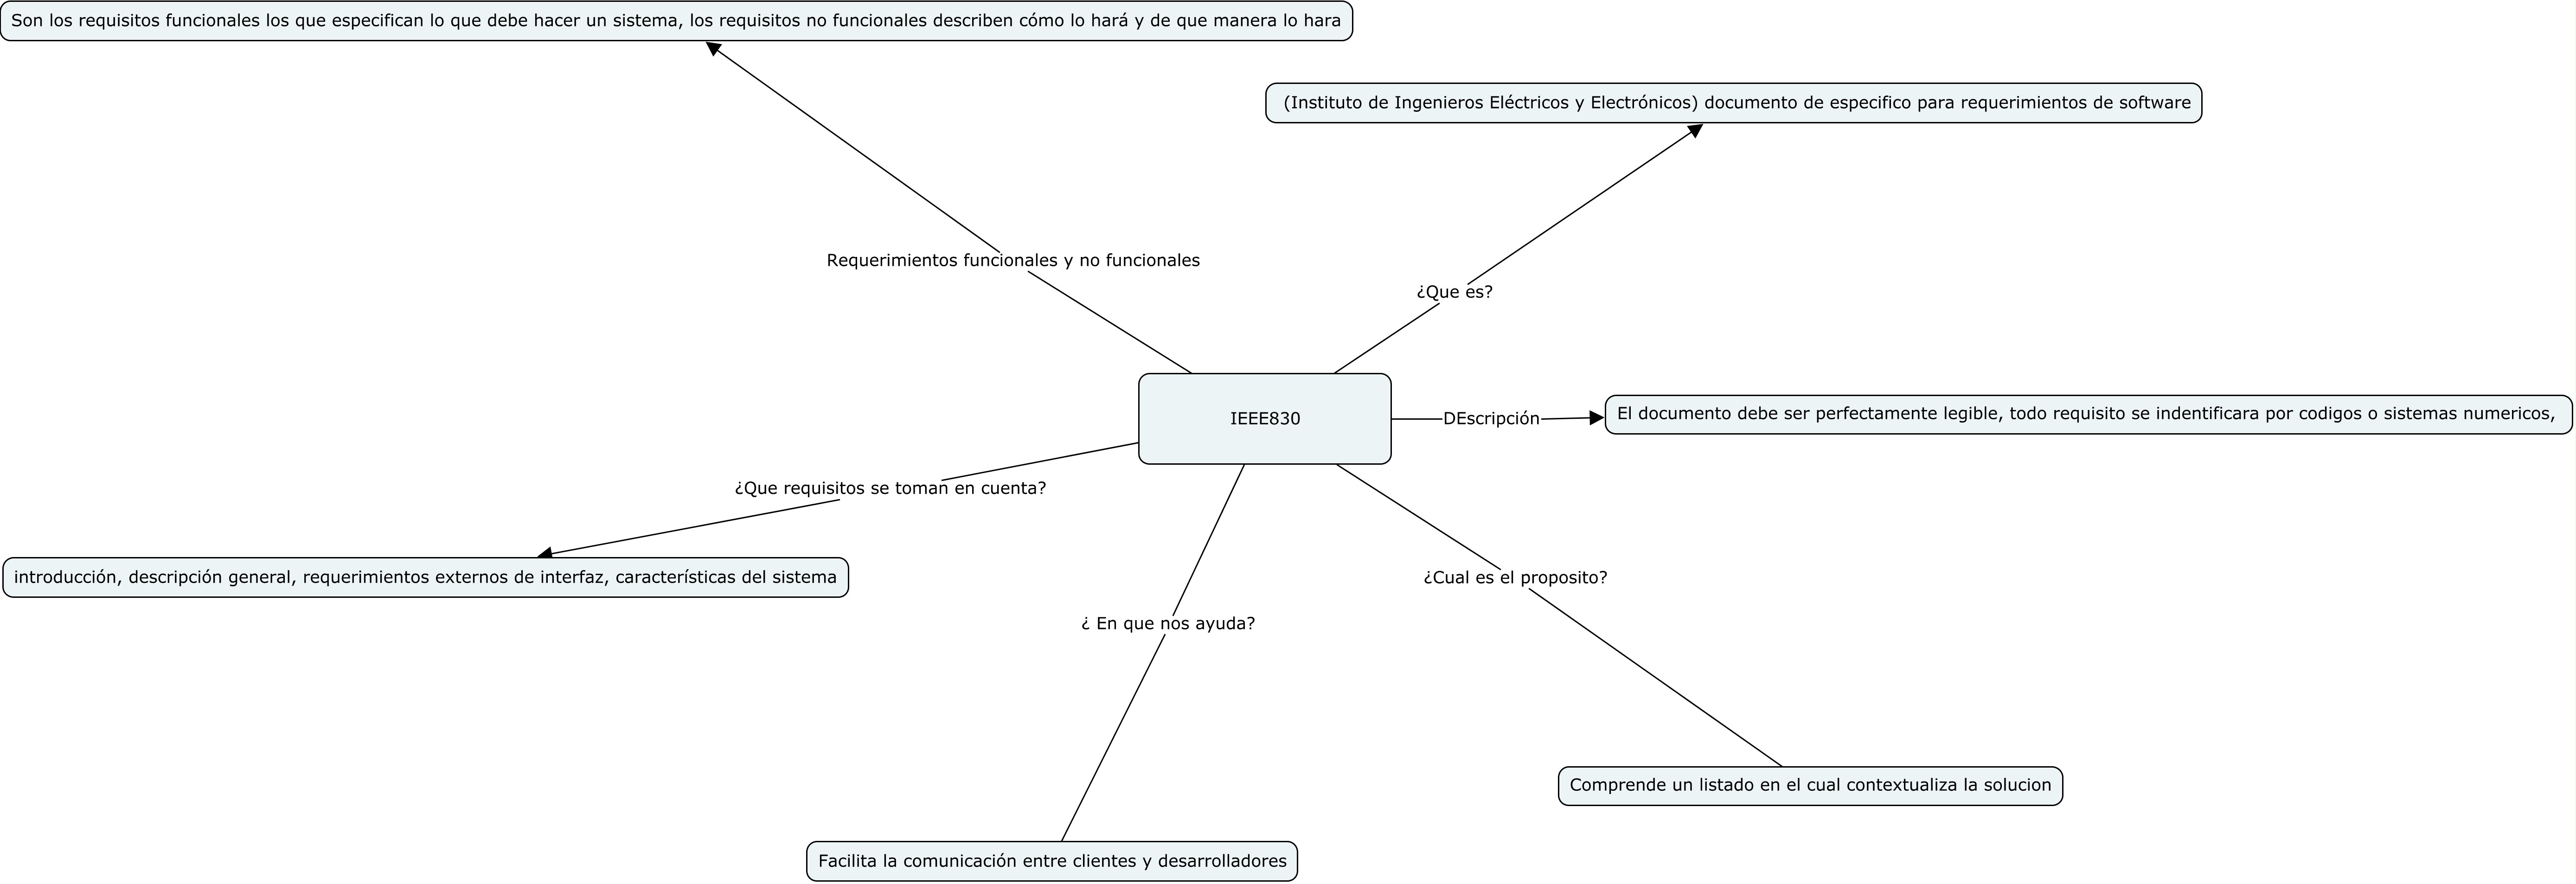 Son los requisitos funcionales los que especifican lo que debe hacer un sistema, los requisitos no funcionales describen cómo lo hará y de que manera lo hara
(Instituto de Ingenieros Eléctricos y Electrónicos) documento de especifico para requerimientos de software
Requerimientos funcionales y no funcionales
¿Que es?
IEEE830
DEscripción
El documento debe ser perfectamente legible, todo requisito se indentificara por codigos o sistemas numericos,
¿Que requisitos se toman en cuenta?
introducción, descripción general, requerimientos externos de interfaz, características del sistema
¿Cual es el proposito?
¿ En que nos ayuda?
Comprende un listado en el cual contextualiza la solucion
Facilita la comunicación entre clientes y desarrolladores